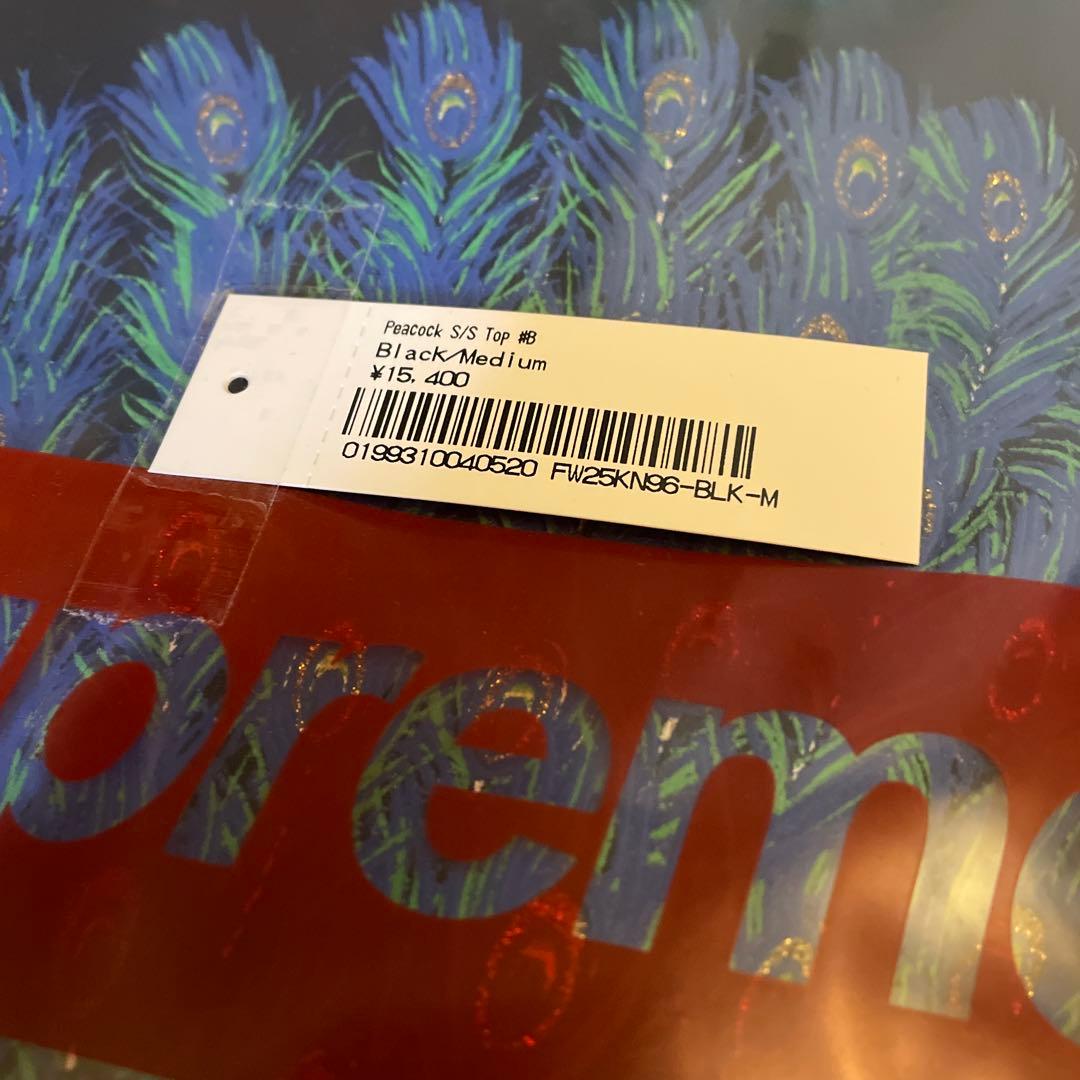 Peacock S/S Top #B
Black/Medium
¥15,400
0199310040520 FW25KN96-BLK-M
preme